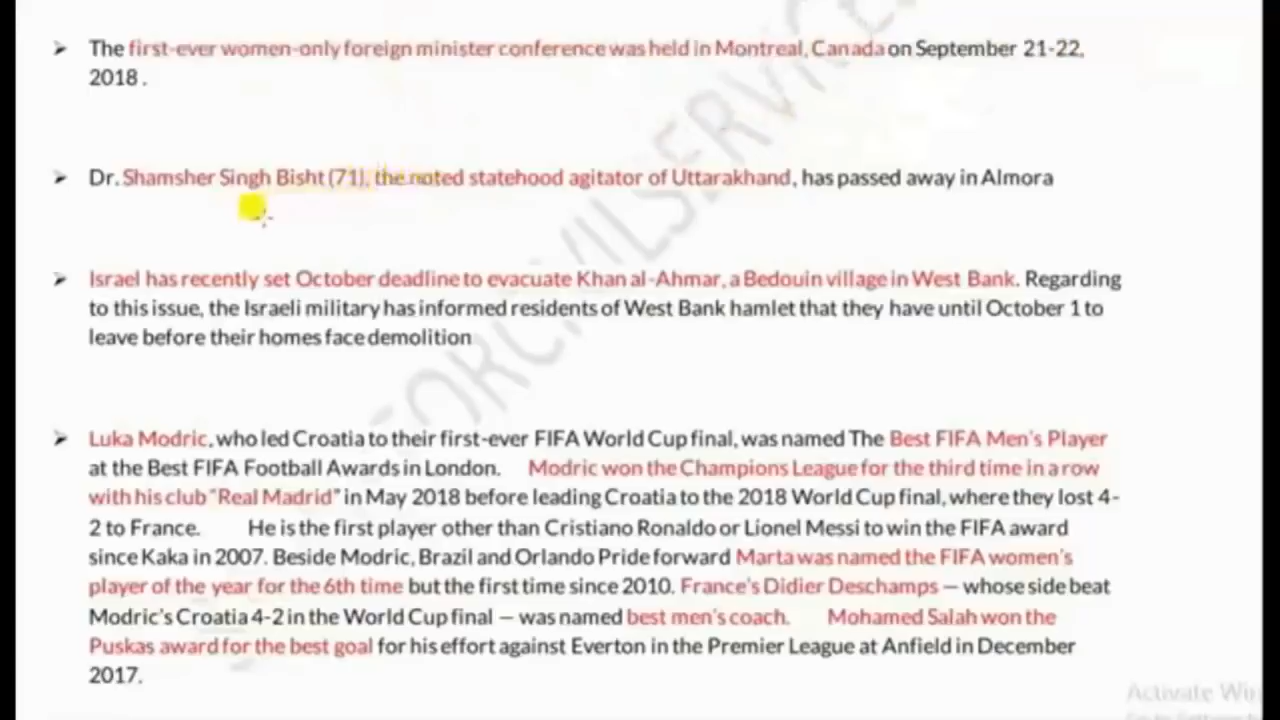 ➢ The first-ever women-only foreign minister conference was held in Montreal, Canada on September 21-22,
2018.
➢ Dr. Shamsher Singh Bisht (71), the noted statehood agitator of Uttarakhand, has passed away in Almora
➢ Israel has recently set October deadline to evacuate Khan al-Ahmar, a Bedouin village in West Bank. Regarding
to this issue, the Israeli military has informed residents of West Bank hamlet that they have until October 1 to
leave before their homes face demolition
➢ Luka Modric, who led Croatia to their first-ever FIFA World Cup final, was named The Best FIFA Men's Player
at the Best FIFA Football Awards in London. Modric won the Champions League for the third time in a row
with his club "Real Madrid" in May 2018 before leading Croatia to the 2018 World Cup final, where they lost 4-
2 to France. He is the first player other than Cristiano Ronaldo or Lionel Messi to win the FIFA award
since Kaka in 2007. Beside Modric, Brazil and Orlando Pride forward Marta was named the FIFA women's
player of the year for the 6th time but the first time since 2010. France's Didier Deschamps — whose side beat
Modric's Croatia 4-2 in the World Cup final — was named best men's coach. Mohamed Salah won the
Puskas award for the best goal for his effort against Everton in the Premier League at Anfield in December
2017.
FORCIVILSERVICES
Activate Win